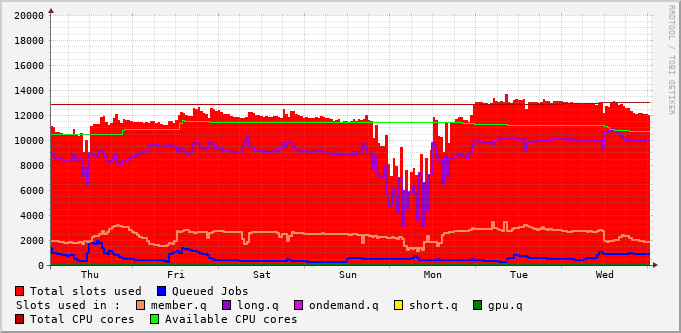 20000
18000
16000
14000
12000
10000
8000
6000
4000
2000
0
Thu Fri Sat Sun Mon Tue Wed
RRDTOOL / TOBI OETIKER
Total slots used Queued Jobs
Slots used in : member.q long.q ondemand.q short.q gpu.q
Total CPU cores
Available CPU cores